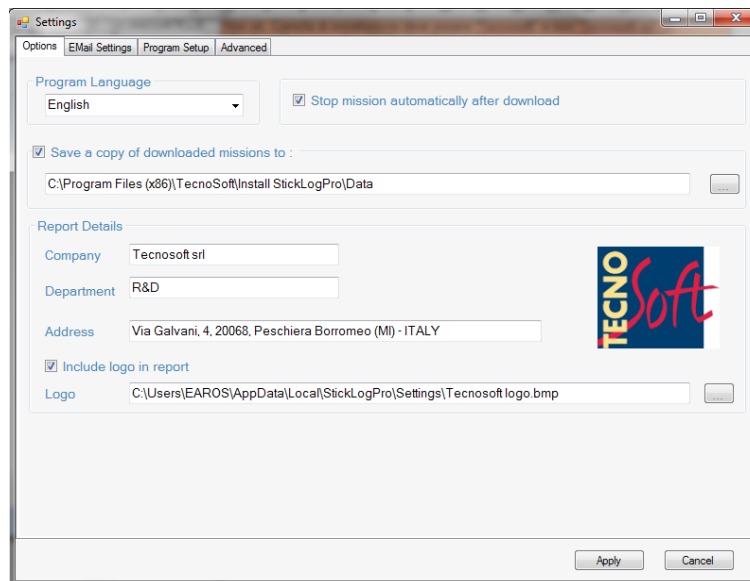 Settings
Options EMail Settings Program Setup Advanced
Program Language
English
Stop mission automatically after download
Save a copy of downloaded missions to :
C:\Program Files (x86)\TecnoSoft\Install StickLogPro\Data
...
Report Details
Company Tecnosoft srl
Department R&D
Address Via Galvani, 4, 20068, Peschiera Borromeo (MI) - ITALY
TECNO Soft
Include logo in report
Logo C:\Users\EAROS\AppData\Local\StickLogPro\Settings\Tecnosoft logo.bmp
...
Apply Cancel